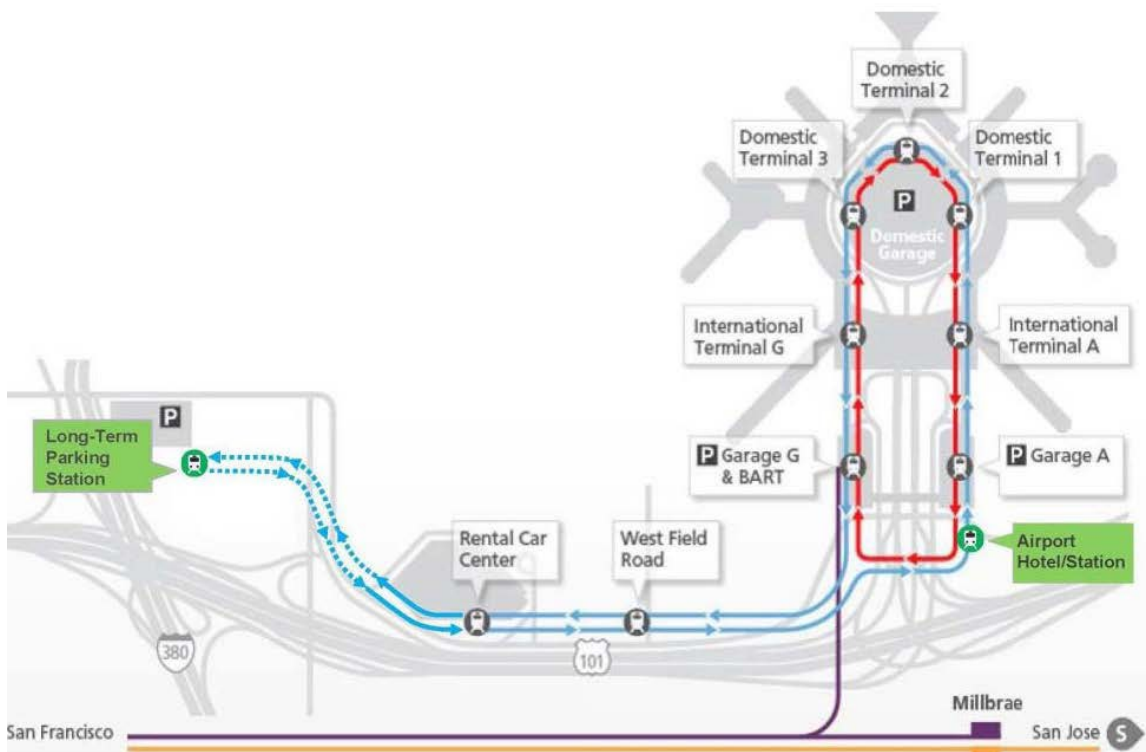 Domestic
Terminal 2
Domestic
Terminal 3
Domestic
Terminal 1
P
Domestic
Garage
International
Terminal G
International
Terminal A
P
Long-Term
Parking
Station
P Garage G
& BART
P Garage A
Rental Car
Center
West Field
Road
Airport
Hotel/Station
380
101
Millbrae
San Francisco
San Jose S